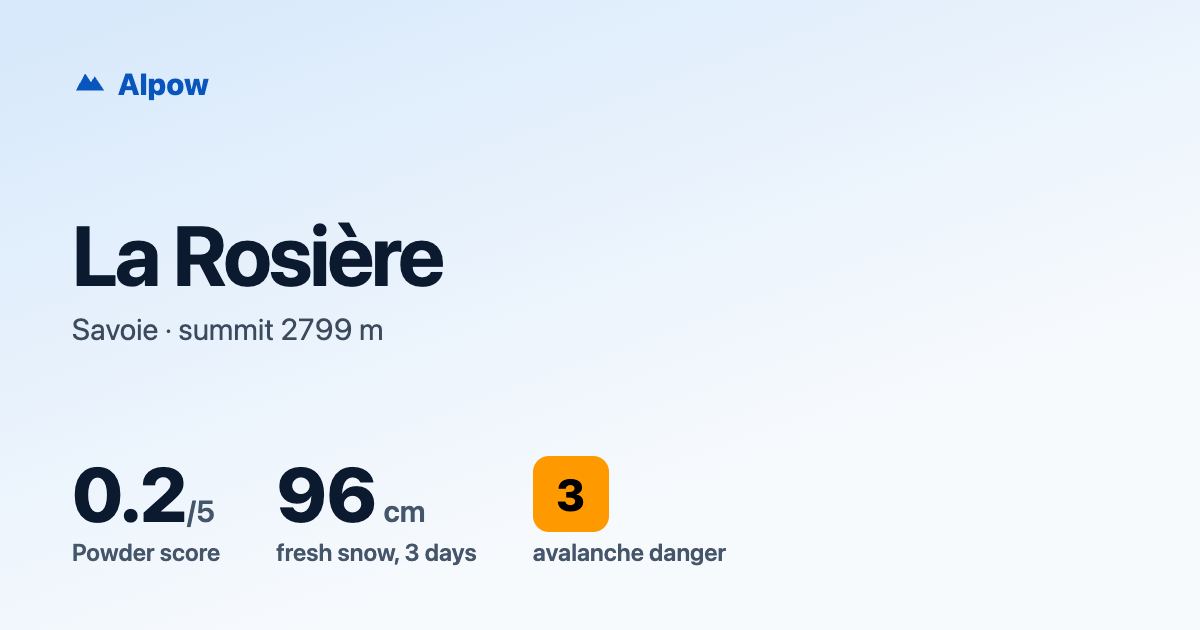 Alpow
La Rosière
Savoie · summit 2799 m
0.2/5
Powder score
96 cm
fresh snow, 3 days
3
avalanche danger